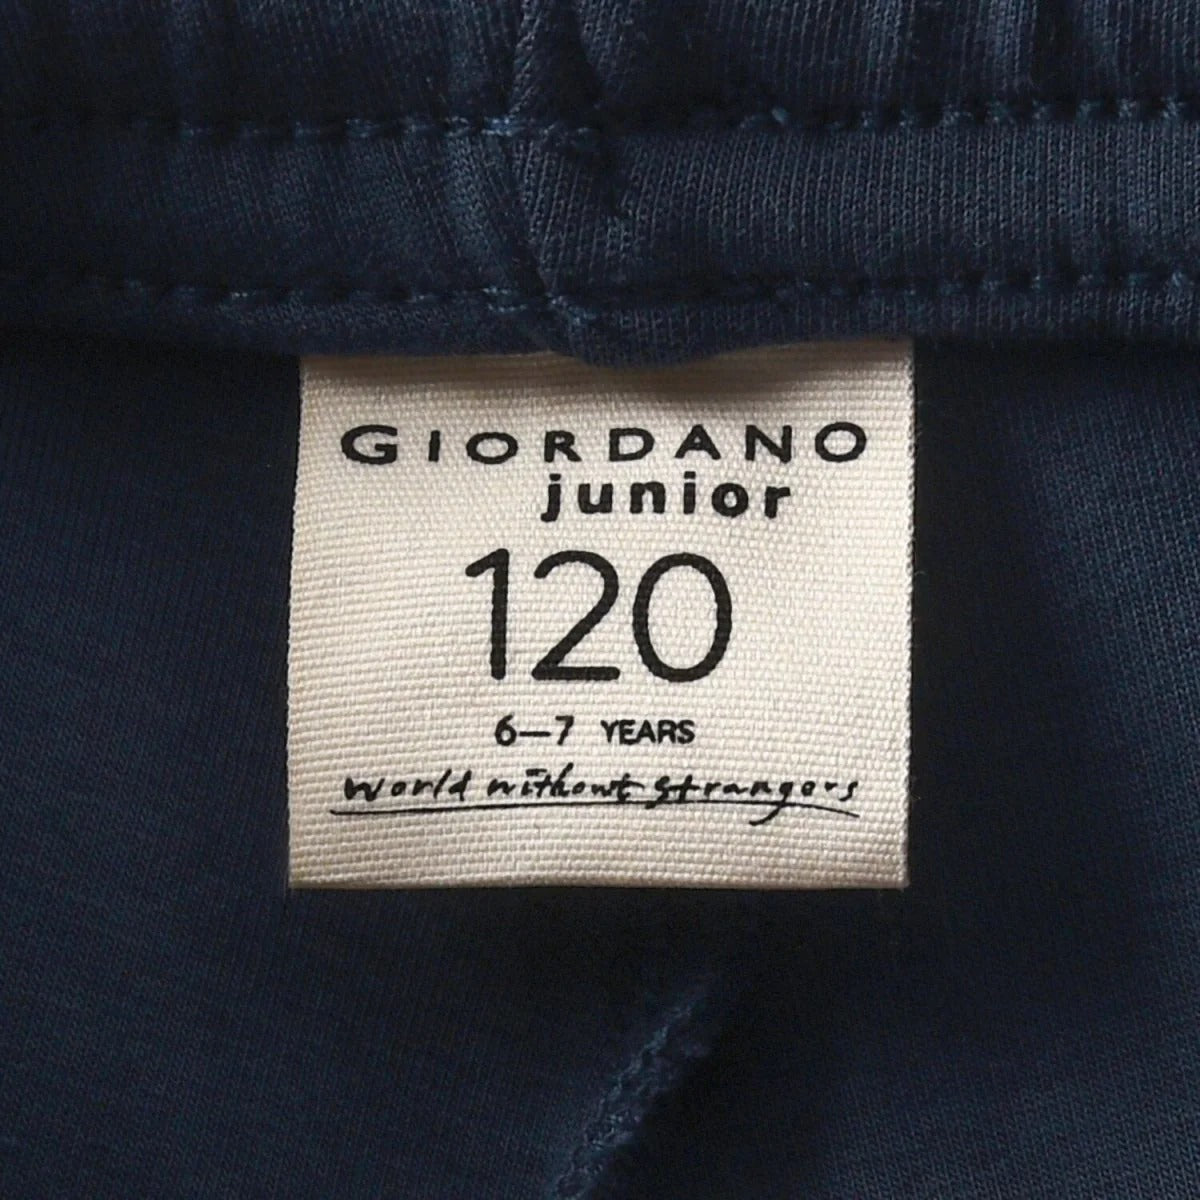 GIORDANO
junior
120
6—7 YEARS
World without strangers